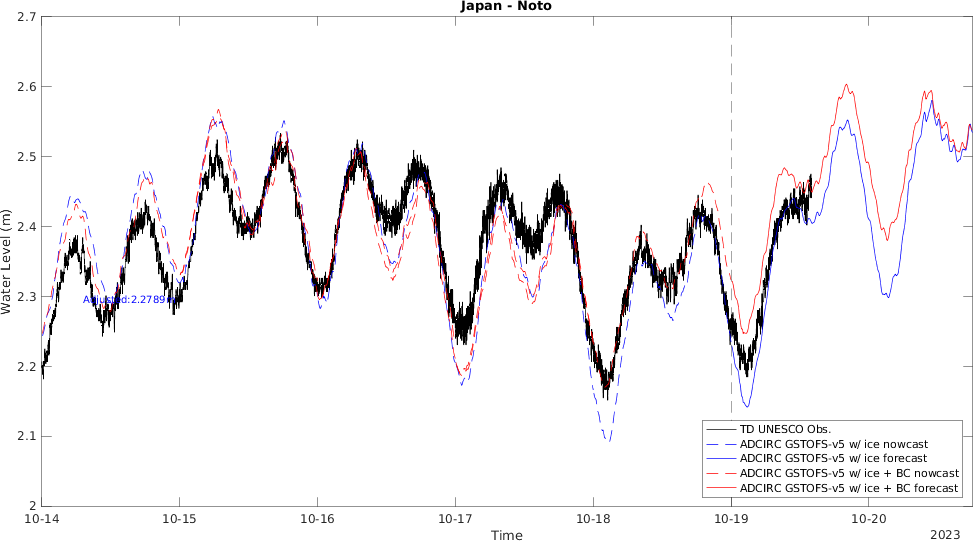 Japan - Noto
Water Level (m)
2.7
2.6
2.5
2.4
2.3
2.2
2.1
2
Adjusted:2.2789
TD UNESCO Obs.
ADCIRC GSTOFS-v5 w/ ice nowcast
ADCIRC GSTOFS-v5 w/ ice forecast
ADCIRC GSTOFS-v5 w/ ice + BC nowcast
ADCIRC GSTOFS-v5 w/ ice + BC forecast
10-14 10-15 10-16 10-17 10-18 10-19 10-20
Time
2023